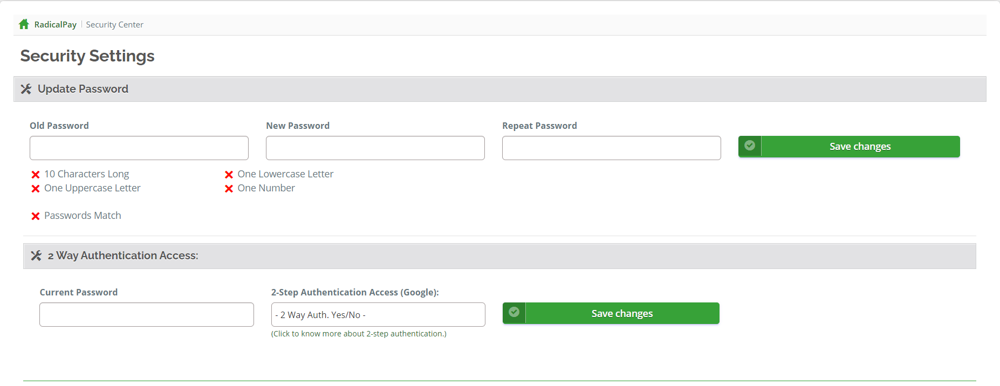 RadicalPay | Security Center
Security Settings
Update Password
Old Password New Password Repeat Password
Save changes
10 Characters Long One Lowercase Letter
One Uppercase Letter One Number
Passwords Match
2 Way Authentication Access:
Current Password 2-Step Authentication Access (Google):
- 2 Way Auth. Yes/No - Save changes
(Click to know more about 2-step authentication.)